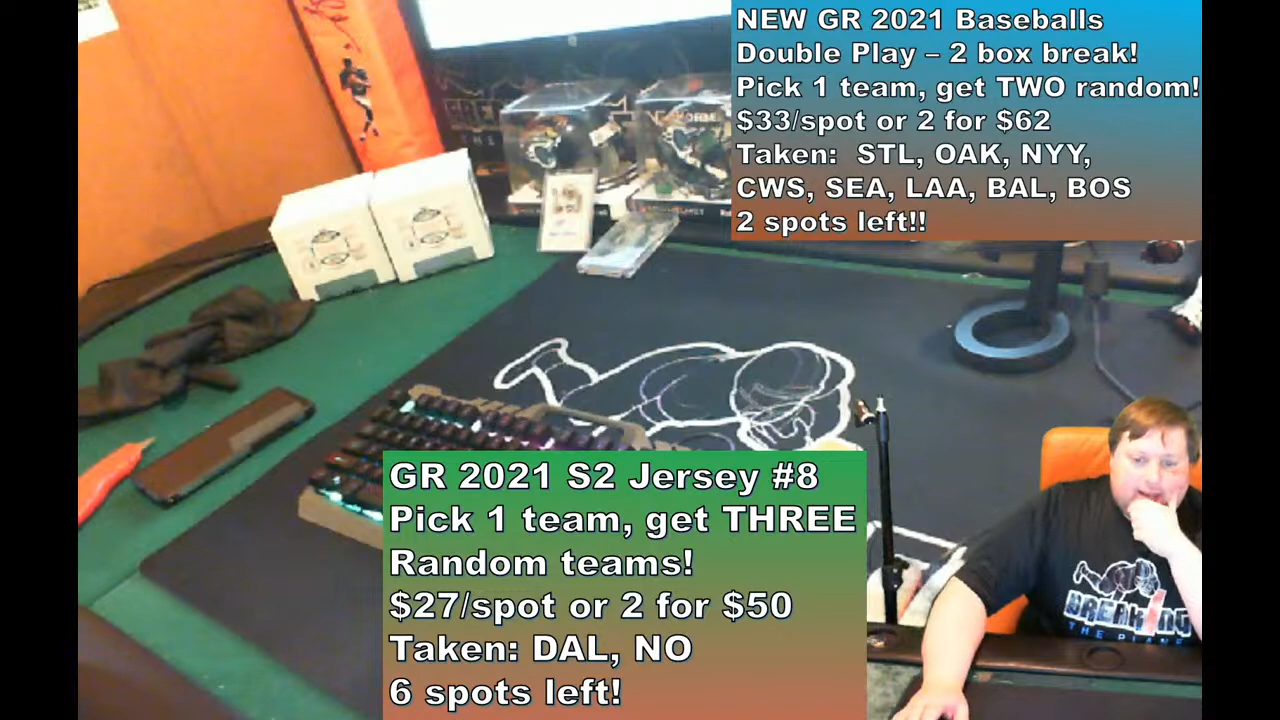 NEW GR 2021 Baseballs
Double Play – 2 box break!
Pick 1 team, get TWO random!
$33/spot or 2 for $62
Taken:  STL, OAK, NYY,
CWS, SEA, LAA, BAL, BOS
2 spots left!!
GR 2021 S2 Jersey #8
Pick 1 team, get THREE
Random teams!
$27/spot or 2 for $50
Taken: DAL, NO
6 spots left!
BREAKING
THE PLANE